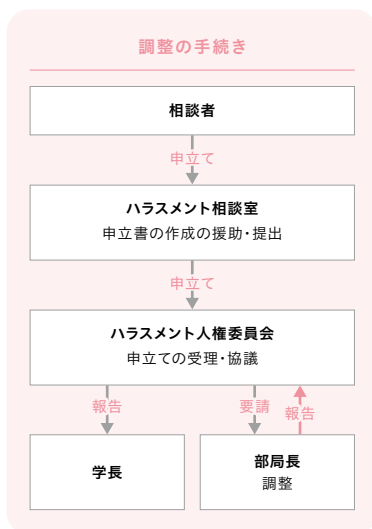 調整の手続き
相談者
申立て
ハラスメント相談室
申立書の作成の援助・提出
申立て
ハラスメント人権委員会
申立ての受理・協議
報告
要請
報告
学長
部局長
調整